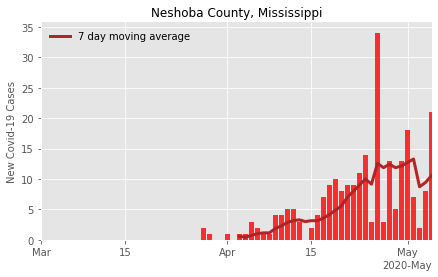 Neshoba County, Mississippi
7 day moving average
New Covid-19 Cases
35
30
25
20
15
10
5
0
Mar
15
Apr
15
May
2020-May